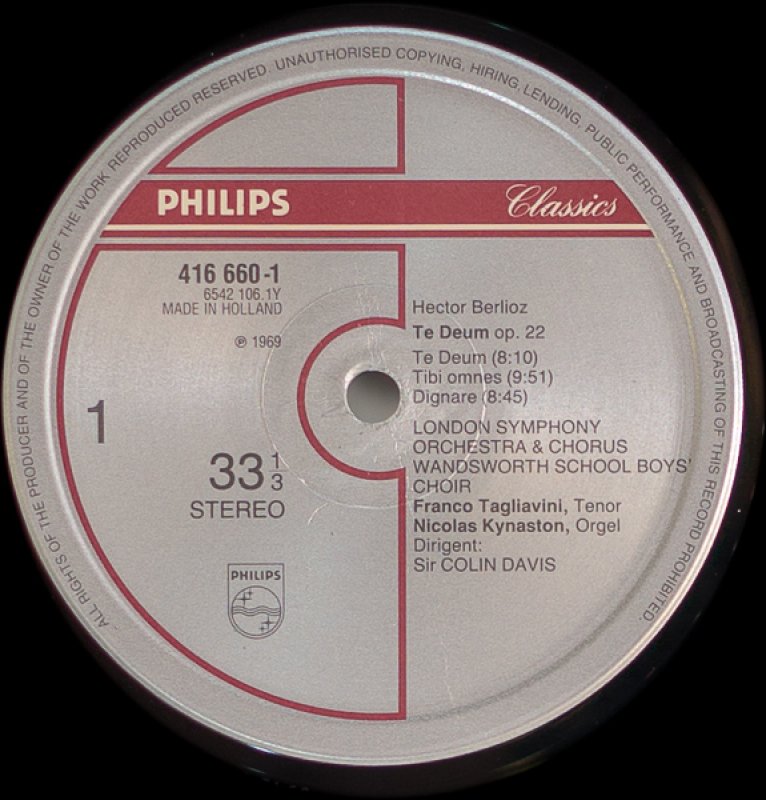 ALL RIGHTS OF THE PRODUCER AND OF THE OWNER OF THE WORK REPRODUCED RESERVED. UNAUTHORISED COPYING, HIRING, LENDING, PUBLIC PERFORMANCE AND BROADCASTING OF THIS RECORD PROHIBITED.
PHILIPS Classics
416 660-1
6542 106.1Y
MADE IN HOLLAND
℗ 1969
1
33 1/3
STEREO
PHILIPS
Hector Berlioz
Te Deum op. 22
Te Deum (8:10)
Tibi omnes (9:51)
Dignare (8:45)
LONDON SYMPHONY
ORCHESTRA & CHORUS
WANDSWORTH SCHOOL BOYS'
CHOIR
Franco Tagliavini, Tenor
Nicolas Kynaston, Orgel
Dirigent:
Sir COLIN DAVIS